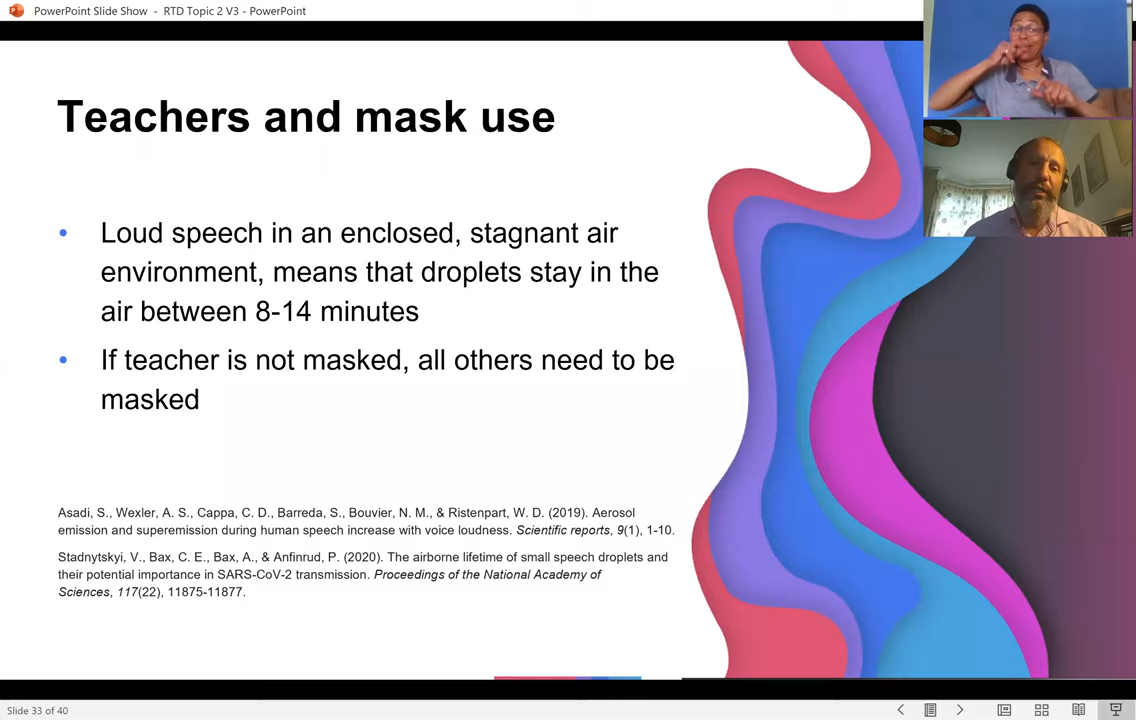 PowerPoint Slide Show - RTD Topic 2 V3 - PowerPoint
Teachers and mask use
• Loud speech in an enclosed, stagnant air
environment, means that droplets stay in the
air between 8-14 minutes
• If teacher is not masked, all others need to be
masked
Asadi, S., Wexler, A. S., Cappa, C. D., Barreda, S., Bouvier, N. M., & Ristenpart, W. D. (2019). Aerosol
emission and superemission during human speech increase with voice loudness. Scientific reports, 9(1), 1-10.
Stadnytskyi, V., Bax, C. E., Bax, A., & Anfinrud, P. (2020). The airborne lifetime of small speech droplets and
their potential importance in SARS-CoV-2 transmission. Proceedings of the National Academy of
Sciences, 117(22), 11875-11877.
Slide 33 of 40